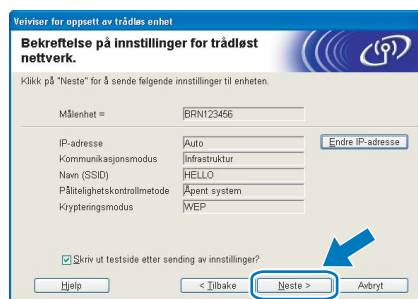 Veiviser for oppsett av trådløs enhet
Bekreftelse på innstillinger for trådløst
nettverk.
Klikk på "Neste" for å sende følgende innstillinger til enheten.
Målenhet = BRN123456
IP-adresse Auto Endre IP-adresse
Kommunikasjonsmodus Infrastruktur
Navn (SSID) HELLO
Pålitelighetskontrollmetode Åpent system
Krypteringsmodus WEP
Skriv ut testside etter sending av innstillinger?
Hjelp < Tilbake Neste > Avbryt